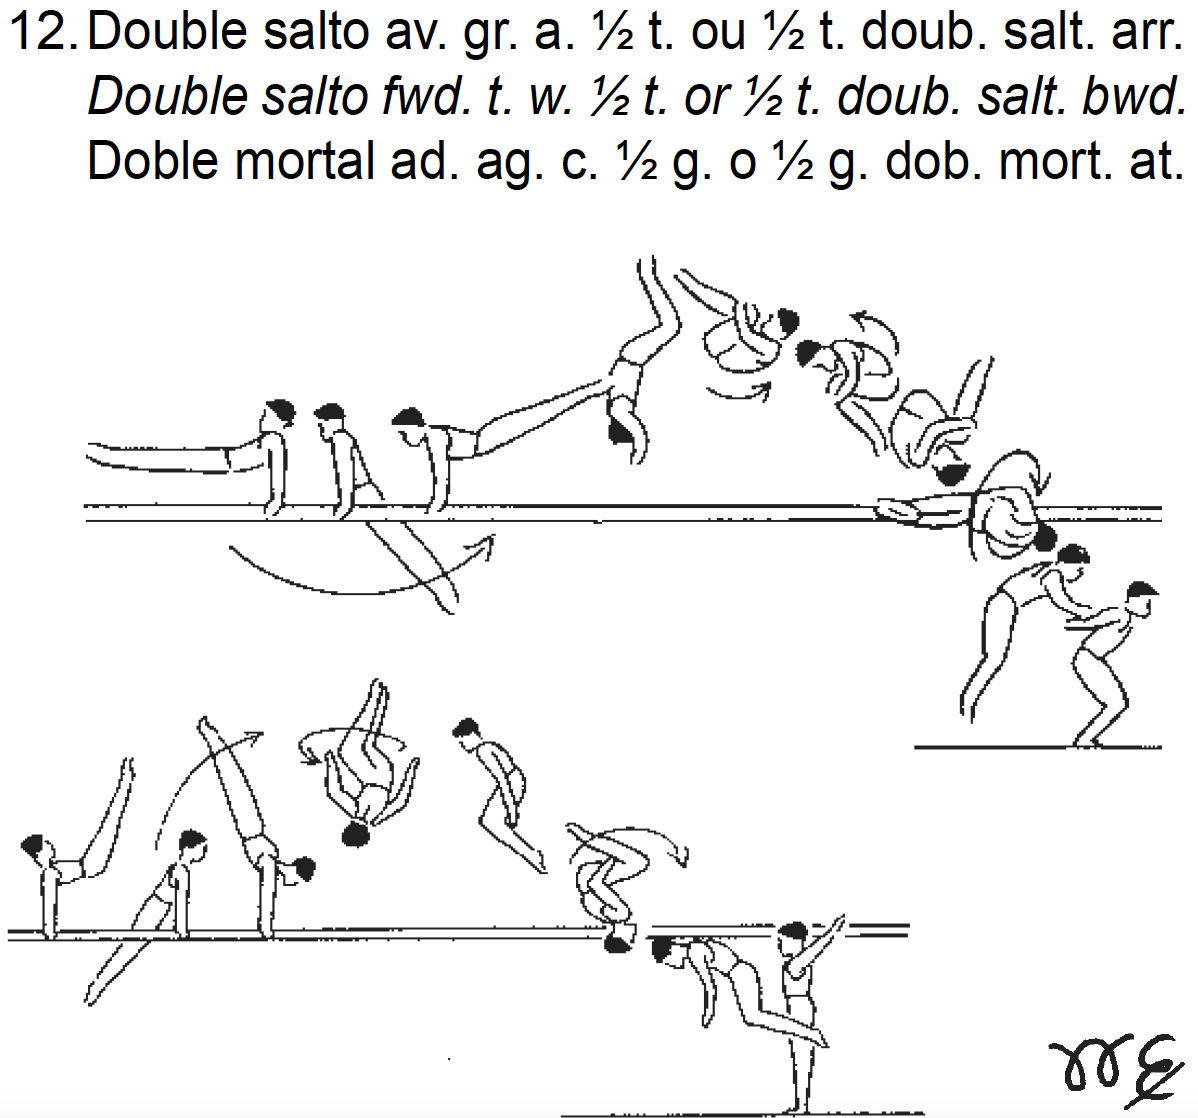 12. Double salto av. gr. a. ½ t. ou ½ t. doub. salt. arr.
Double salto fwd. t. w. ½ t. or ½ t. doub. salt. bwd.
Doble mortal ad. ag. c. ½ g. o ½ g. dob. mort. at.